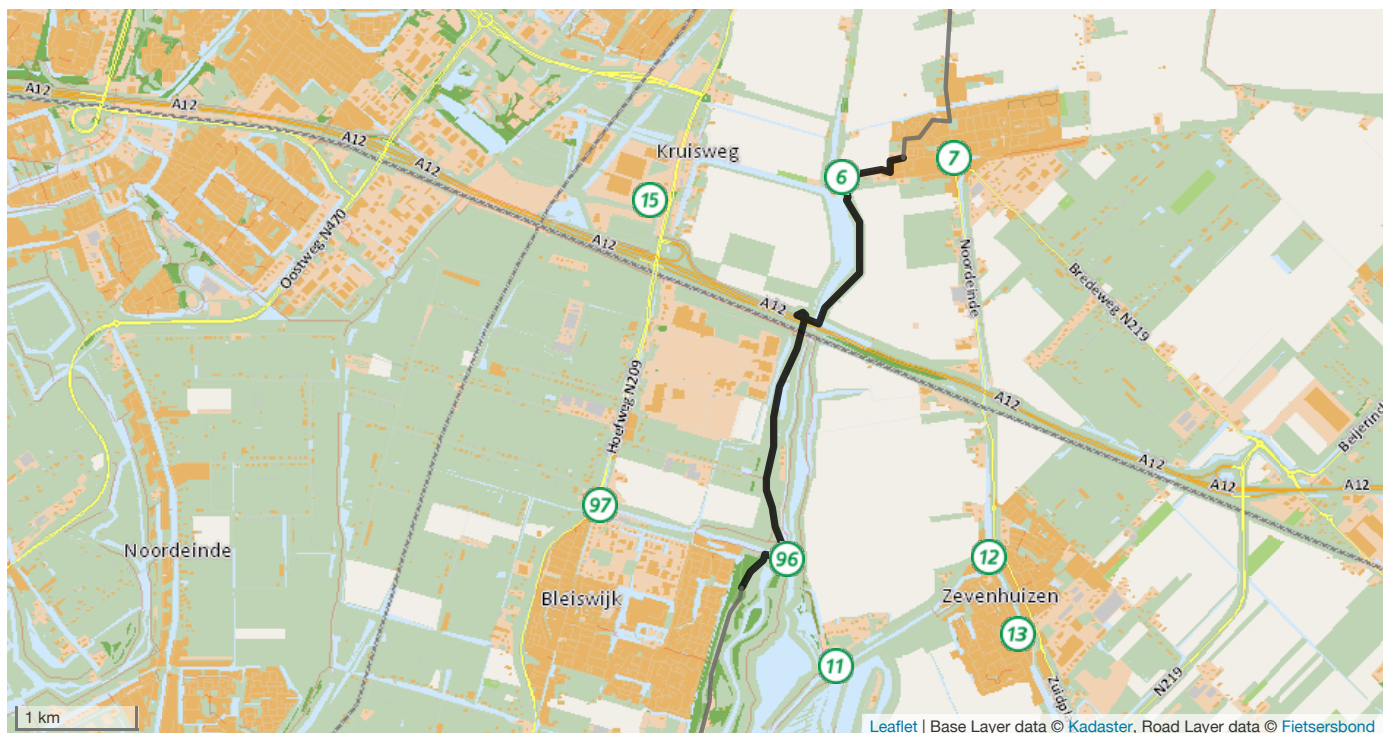 A12
A12
A12
A12
Kruisweg
6
7
15
Oostweg N470
A12
Noordeinde
Bredeweg N219
A12
Hoefweg N209
A12
Beijerind
A12
A12
A12
97
Noordeinde
96
12
Bleiswijk
Zevenhuizen
13
11
Zuidpl
N219
1 km
Leaflet | Base Layer data © Kadaster, Road Layer data © Fietsersbond